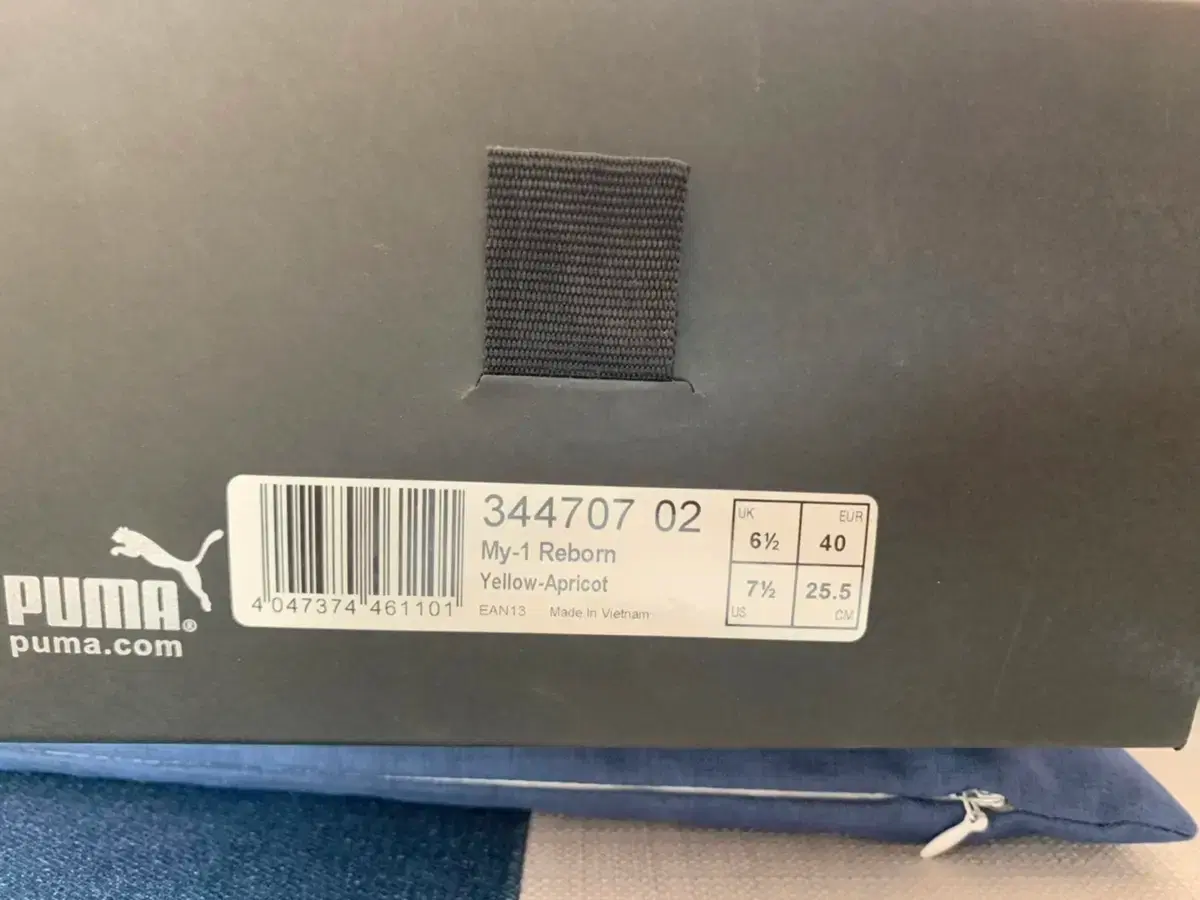 PUMA®
puma.com
4 047374 461101
344707 02
My-1 Reborn
Yellow-Apricot
EAN13 Made In Vietnam
UK EUR
6½ 40
7½ 25.5
US CM